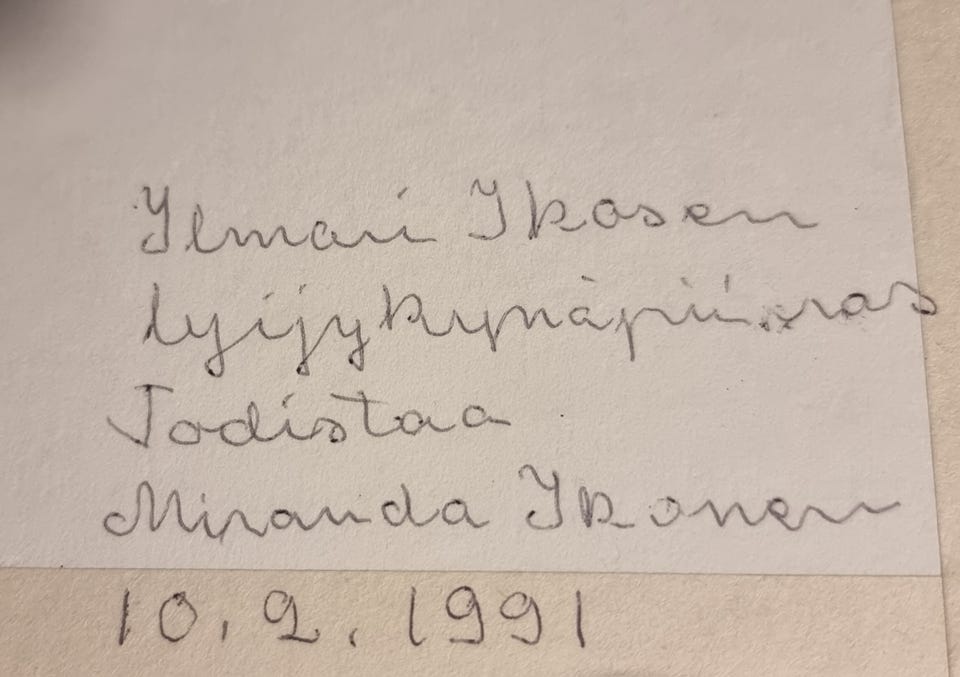 Ilmari Ikosen
lyijykynäpiirros
Todistaa
Miranda Ikonen
10.2.1991